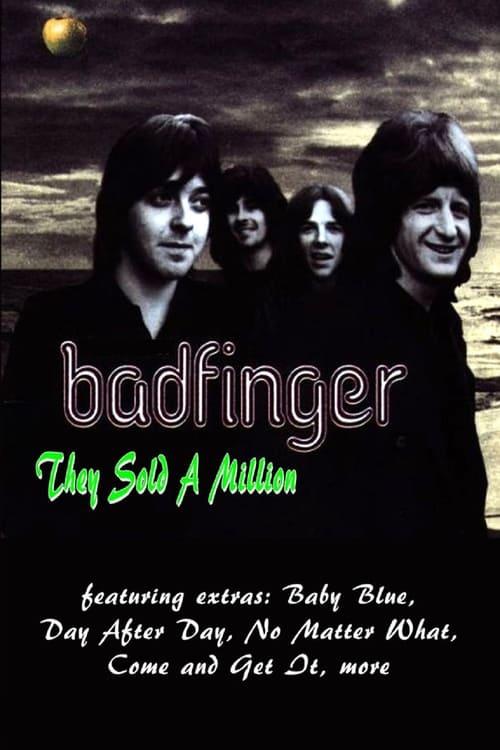 badfinger
They Sold A Million
featuring extras: Baby Blue,
Day After Day, No Matter What,
Come and Get It, more